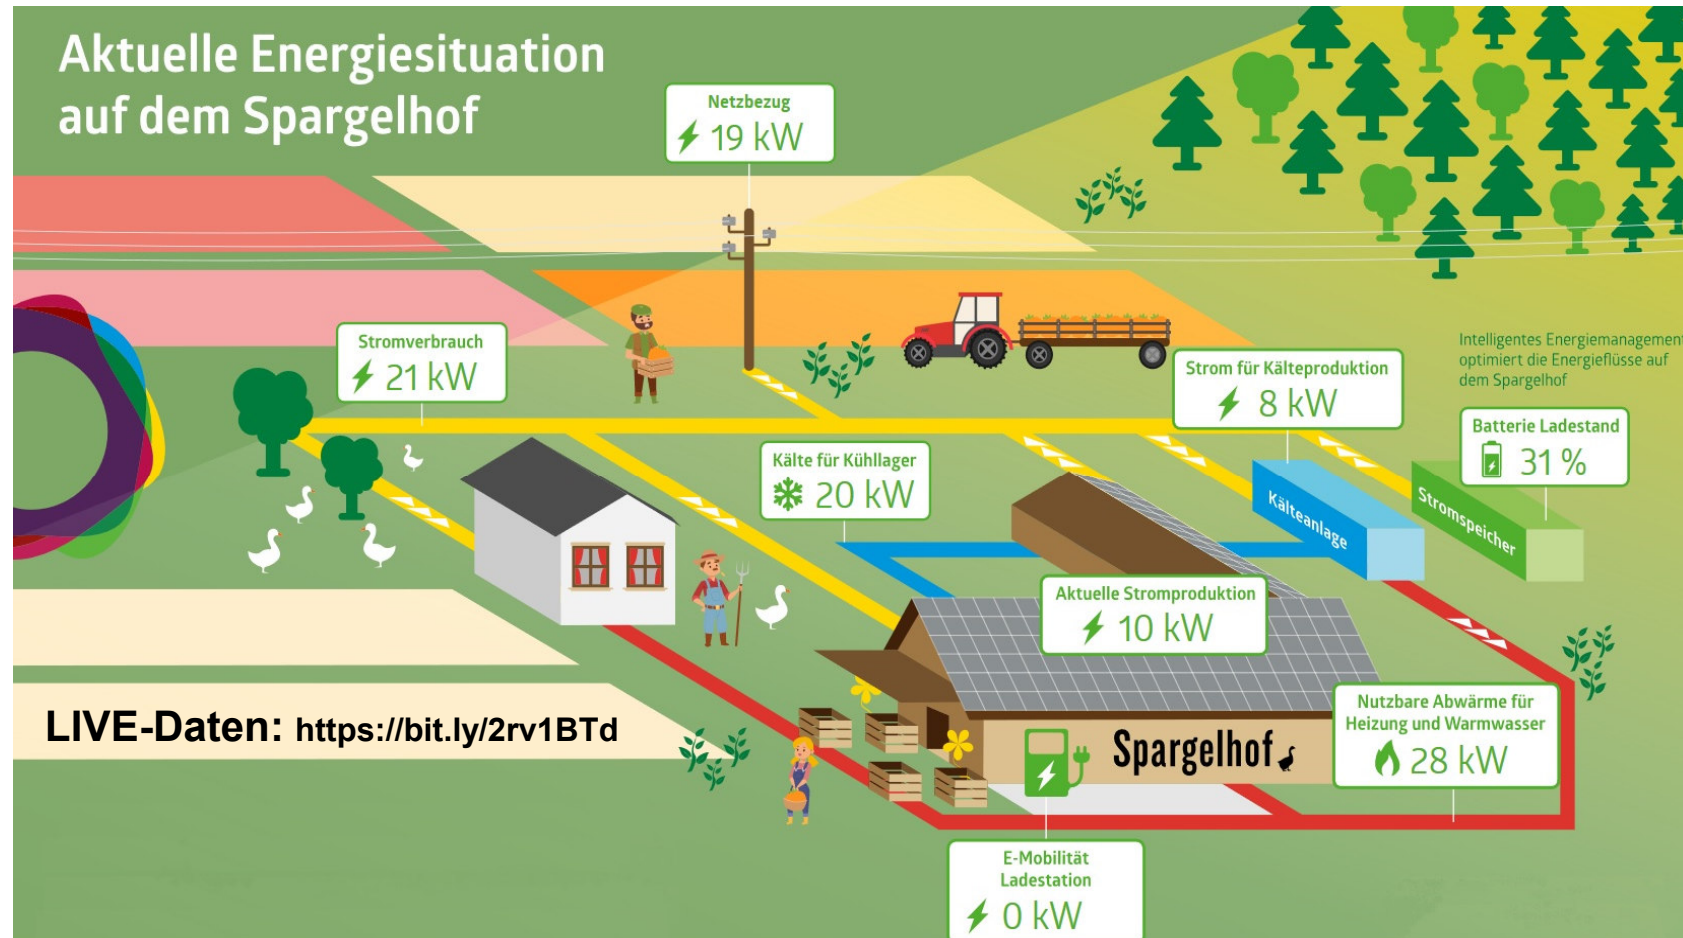 Aktuelle Energiesituation
auf dem Spargelhof
Netzbezug
19 kW
Stromverbrauch
21 kW
Intelligentes Energiemanagement
optimiert die Energieflüsse auf
dem Spargelhof
Strom für Kälteproduktion
8 kW
Batterie Ladestand
31 %
Kälte für Kühllager
20 kW
Kälteanlage
Stromspeicher
Aktuelle Stromproduktion
10 kW
LIVE-Daten: https://bit.ly/2rv1BTd
Spargelhof
Nutzbare Abwärme für
Heizung und Warmwasser
28 kW
E-Mobilität
Ladestation
0 kW